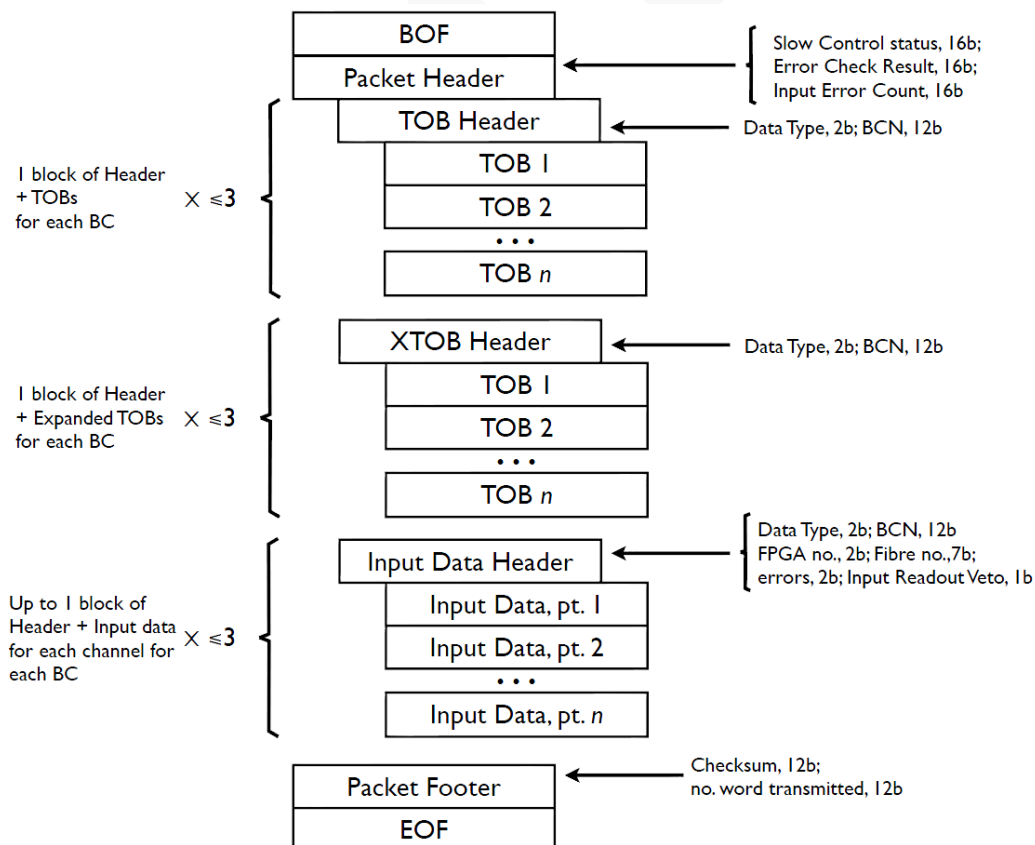 BOF
Packet Header
Slow Control status, 16b;
Error Check Result, 16b;
Input Error Count, 16b
TOB Header
Data Type, 2b; BCN, 12b
1 block of Header
+ TOBs
for each BC
X ⩽3
TOB 1
TOB 2
• • •
TOB n
XTOB Header
Data Type, 2b; BCN, 12b
1 block of Header
+ Expanded TOBs
for each BC
X ⩽3
TOB 1
TOB 2
• • •
TOB n
Input Data Header
Data Type, 2b; BCN, 12b
FPGA no., 2b; Fibre no.,7b;
errors, 2b; Input Readout Veto, 1b
Up to 1 block of
Header + Input data
for each channel for
each BC
X ⩽3
Input Data, pt. 1
Input Data, pt. 2
• • •
Input Data, pt. n
Packet Footer
Checksum, 12b;
no. word transmitted, 12b
EOF